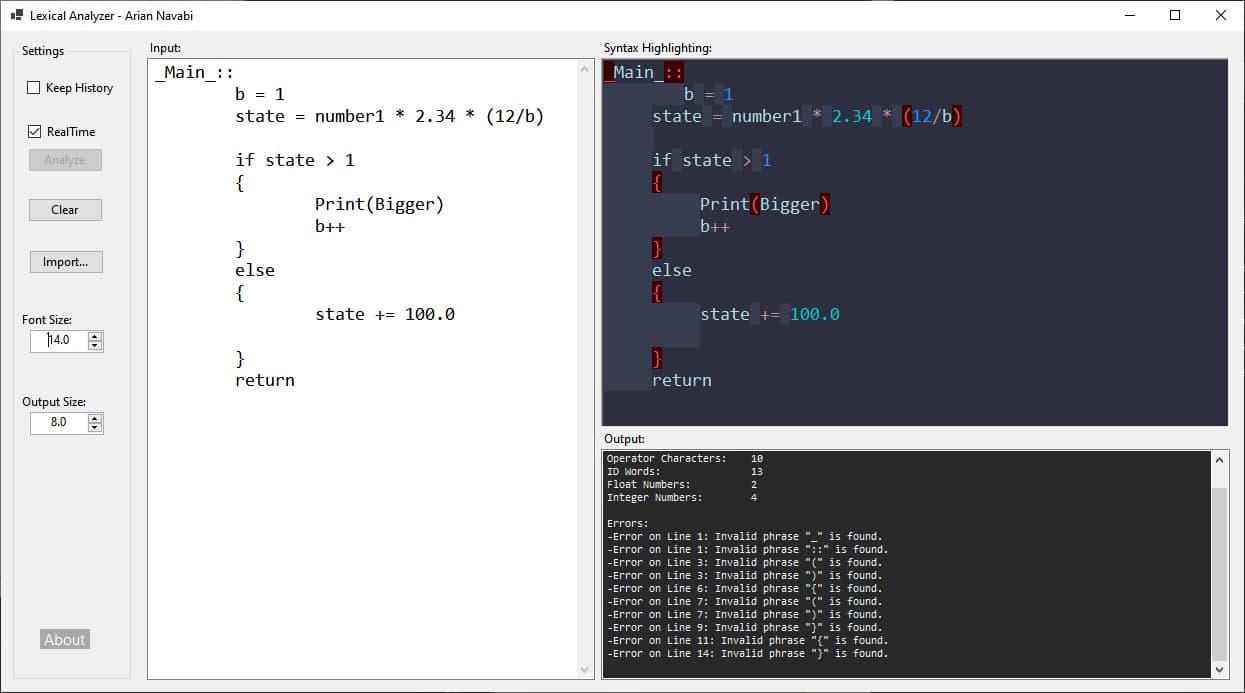 Lexical Analyzer - Arian Navabi
Settings
Keep History
RealTime
Analyze
Clear
Import...
Font Size:
14.0
Output Size:
8.0
About
Input:
_Main_::
b = 1
state = number1 * 2.34 * (12/b)
if state > 1
{
Print(Bigger)
b++
}
else
{
state += 100.0
}
return
Syntax Highlighting:
_Main_::
b = 1
state = number1 * 2.34 * (12/b)
if state > 1
{
Print(Bigger)
b++
}
else
{
state += 100.0
}
return
Output:
Operator Characters: 10
ID Words: 13
Float Numbers: 2
Integer Numbers: 4
Errors:
-Error on Line 1: Invalid phrase "_" is found.
-Error on Line 1: Invalid phrase "::" is found.
-Error on Line 3: Invalid phrase "(" is found.
-Error on Line 3: Invalid phrase ")" is found.
-Error on Line 6: Invalid phrase "{" is found.
-Error on Line 7: Invalid phrase "(" is found.
-Error on Line 7: Invalid phrase ")" is found.
-Error on Line 9: Invalid phrase "}" is found.
-Error on Line 11: Invalid phrase "{" is found.
-Error on Line 14: Invalid phrase "}" is found.